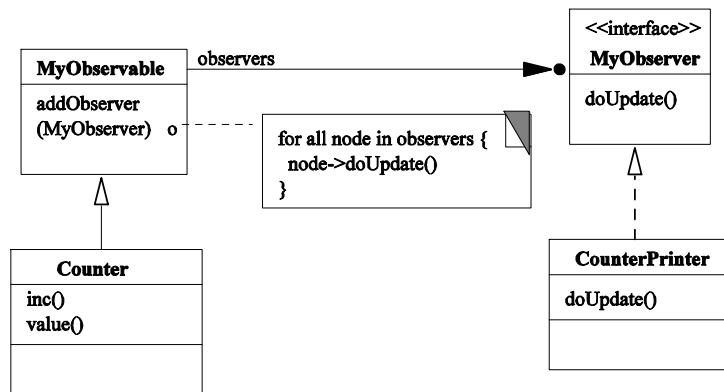 <<interface>>
MyObserver
doUpdate()
observers
MyObservable
addObserver
(MyObserver) o
for all node in observers {
node->doUpdate()
}
Counter
inc()
value()
CounterPrinter
doUpdate()